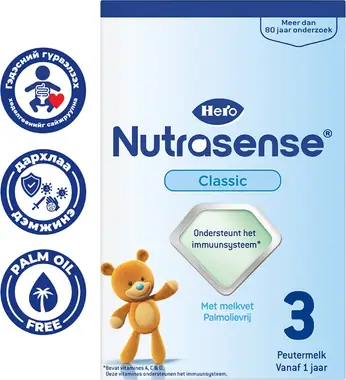 ГЭДЭСНИЙ ГҮРВЭЛЗЭХ
ХӨДӨЛГӨӨНИЙГ САЙЖРУУЛНА
ДАРХЛАА
ДЭМЖИНЭ
PALM OIL
FREE
Meer dan
80 jaar onderzoek
Hero
Nutrasense®
Classic
Ondersteunt het
immuunsysteem*
Met melkvet
Palmolievrij
3
Peutermelk
Vanaf 1 jaar
*Bevat vitamines A, C & D.
Deze vitamines ondersteunen het immuunsysteem.